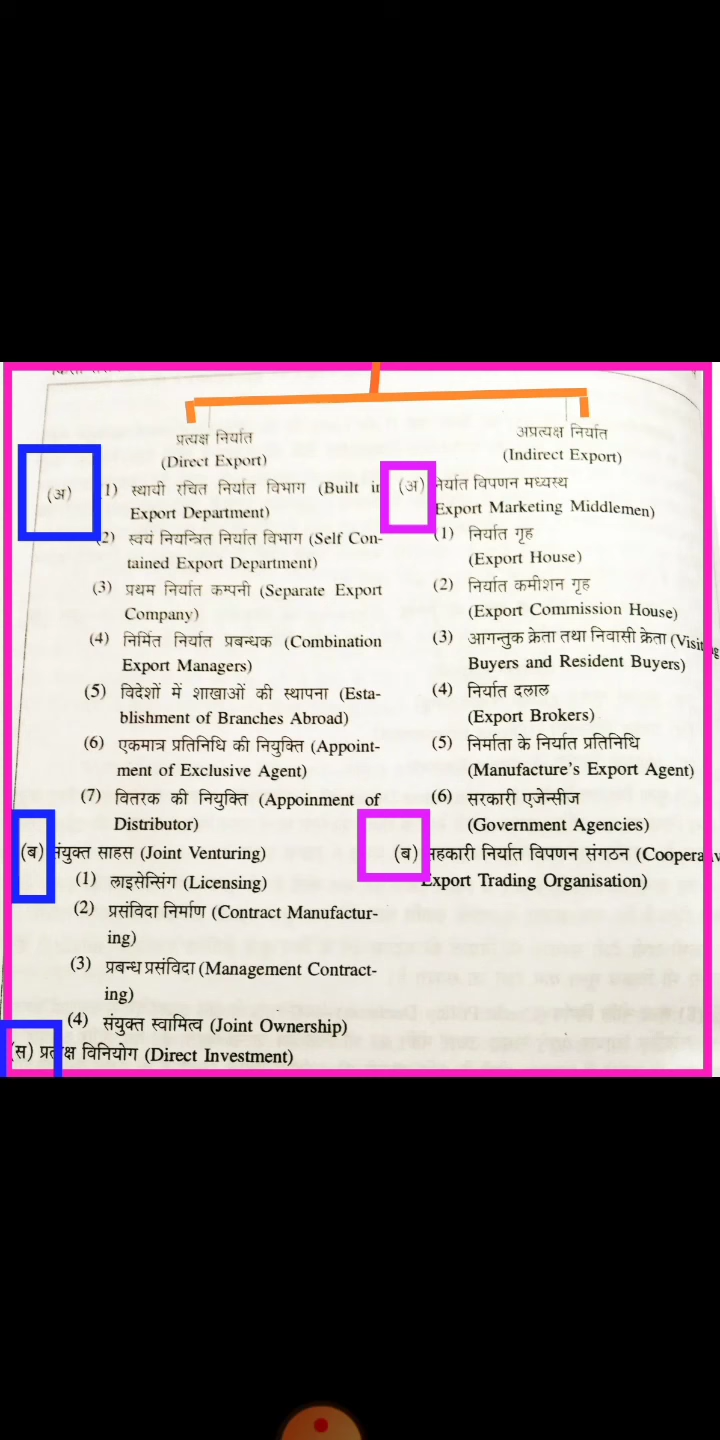 प्रत्यक्ष निर्यात
(Direct Export)
(अ) 1) स्थायी रचित निर्यात विभाग (Built in
Export Department)
2) स्वयं नियन्त्रित निर्यात विभाग (Self Con-
tained Export Department)
(3) प्रथम निर्यात कम्पनी (Separate Export
Company)
(4) निर्मित निर्यात प्रबन्धक (Combination
Export Managers)
(5) विदेशों में शाखाओं की स्थापना (Esta-
blishment of Branches Abroad)
(6) एकमात्र प्रतिनिधि की नियुक्ति (Appoint-
ment of Exclusive Agent)
(7) वितरक की नियुक्ति (Appoinment of
Distributor)
(ब) संयुक्त साहस (Joint Venturing)
(1) लाइसेन्सिंग (Licensing)
(2) प्रसंविदा निर्माण (Contract Manufactur-
ing)
(3) प्रबन्ध प्रसंविदा (Management Contract-
ing)
(4) संयुक्त स्वामित्व (Joint Ownership)
(स) प्रत्यक्ष विनियोग (Direct Investment)
अप्रत्यक्ष निर्यात
(Indirect Export)
(अ) निर्यात विपणन मध्यस्थ
Export Marketing Middlemen)
(1) निर्यात गृह
(Export House)
(2) निर्यात कमीशन गृह
(Export Commission House)
(3) आगन्तुक क्रेता तथा निवासी क्रेता (Visiting
Buyers and Resident Buyers)
(4) निर्यात दलाल
(Export Brokers)
(5) निर्माता के निर्यात प्रतिनिधि
(Manufacture's Export Agent)
(6) सरकारी एजेन्सीज
(Government Agencies)
(ब) सहकारी निर्यात विपणन संगठन (Cooperativ
Export Trading Organisation)